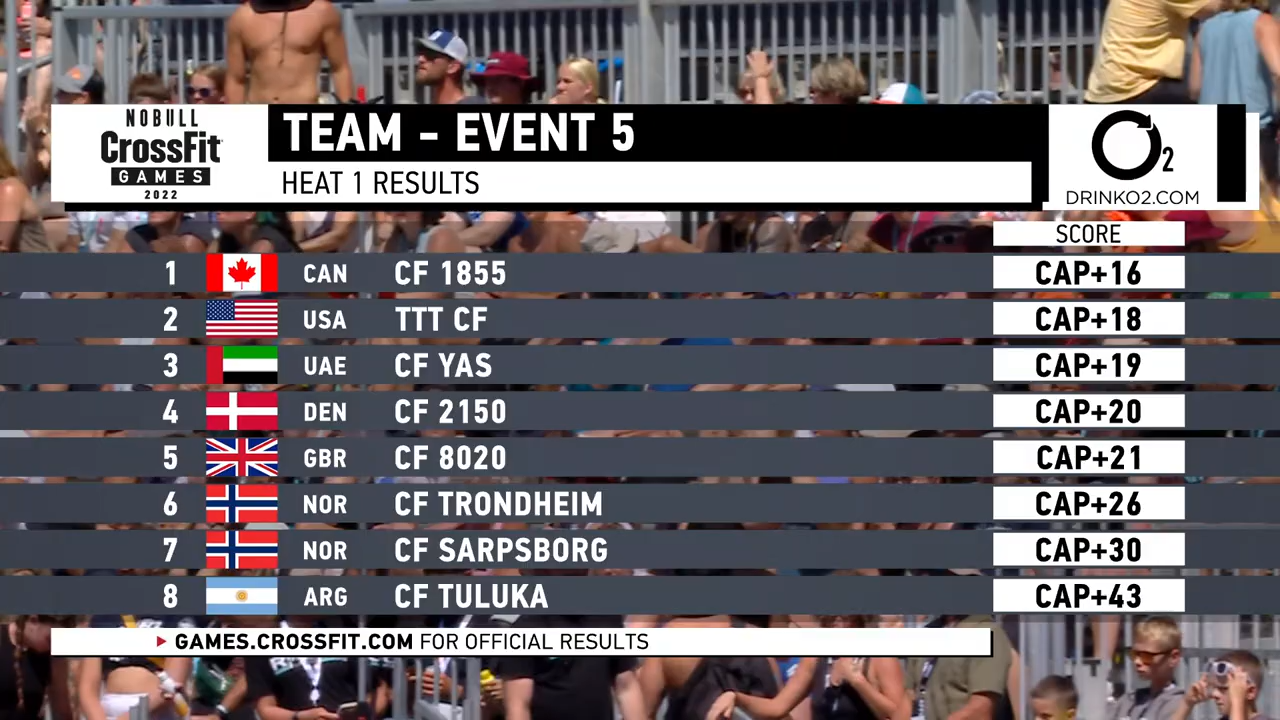 NOBULL
CrossFit
GAMES
2022
TEAM - EVENT 5
HEAT 1 RESULTS
O2
DRINKO2.COM
SCORE
1 CAN CF 1855 CAP+16
2 USA TTT CF CAP+18
3 UAE CF YAS CAP+19
4 DEN CF 2150 CAP+20
5 GBR CF 8020 CAP+21
6 NOR CF TRONDHEIM CAP+26
7 NOR CF SARPSBORG CAP+30
8 ARG CF TULUKA CAP+43
GAMES.CROSSFIT.COM FOR OFFICIAL RESULTS